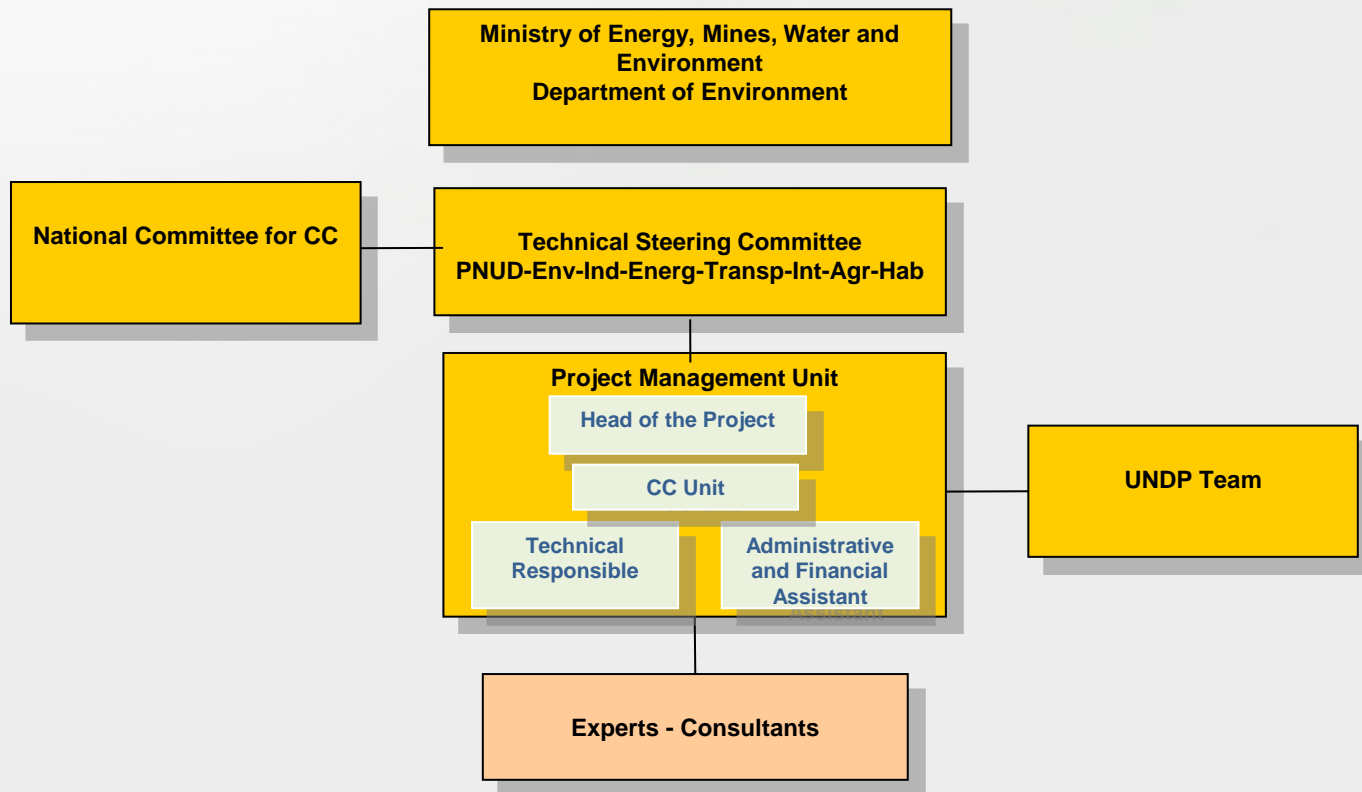 Ministry of Energy, Mines, Water and
Environment
Department of Environment
National Committee for CC
Technical Steering Committee
PNUD-Env-Ind-Energ-Transp-Int-Agr-Hab
Project Management Unit
Head of the Project
CC Unit
Technical
Responsible
Administrative
and Financial
Assistant
UNDP Team
Experts - Consultants